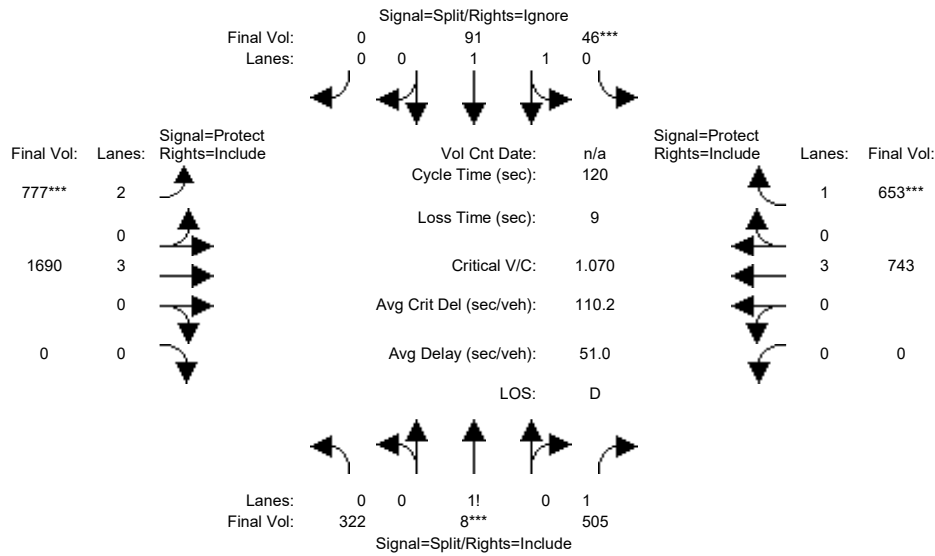 Signal=Split/Rights=Ignore
Final Vol: 0 91 46***
Lanes: 0 0 1 1 0
Signal=Protect
Final Vol: Lanes: Rights=Include
Vol Cnt Date: n/a
Signal=Protect
Rights=Include Lanes: Final Vol:
Cycle Time (sec): 120
777*** 2
1 653***
Loss Time (sec): 9
0
0
1690 3
Critical V/C: 1.070
3 743
0
Avg Crit Del (sec/veh): 110.2
0
0 0
Avg Delay (sec/veh): 51.0
0 0
LOS: D
Lanes: 0 0 1! 0 1
Final Vol: 322 8*** 505
Signal=Split/Rights=Include